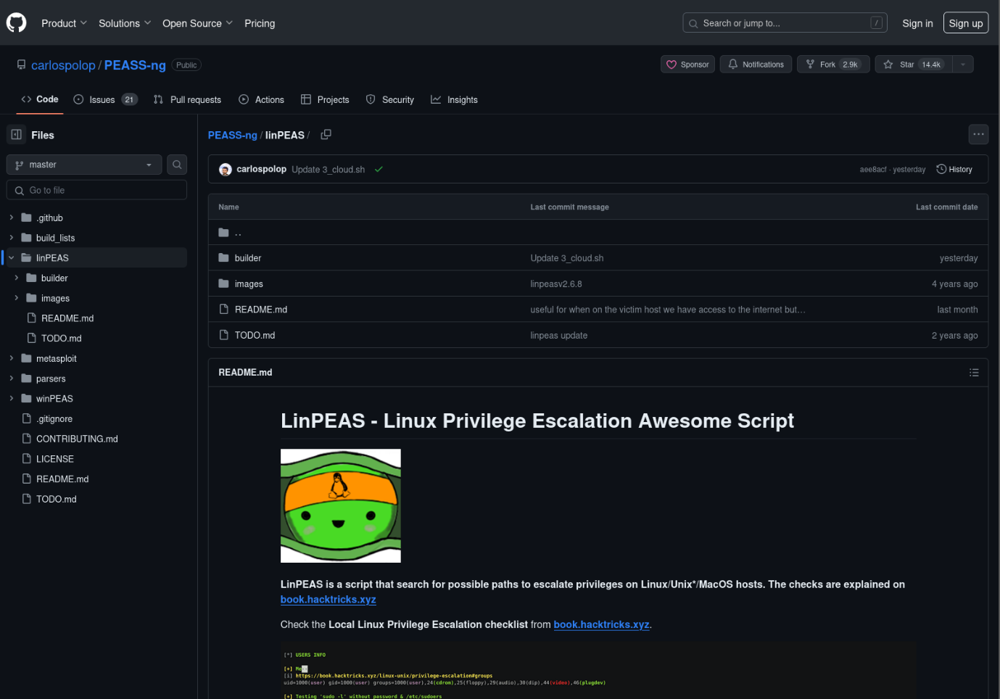 Product Solutions Open Source Pricing Search or jump to... / Sign in Sign up
carlospolop / PEASS-ng Public Sponsor Notifications Fork 2.9k Star 14.4k
Code Issues 21 Pull requests Actions Projects Security Insights
Files
master
Go to file
.github
build_lists
linPEAS
builder
images
README.md
TODO.md
metasploit
parsers
winPEAS
.gitignore
CONTRIBUTING.md
LICENSE
README.md
TODO.md
PEASS-ng / linPEAS / ...
carlospolop Update 3_cloud.sh aee8acf · yesterday History
Name Last commit message Last commit date
..
builder Update 3_cloud.sh yesterday
images linpeasv2.6.8 4 years ago
README.md useful for when on the victim host we have access to the internet but… last month
TODO.md linpeas update 2 years ago
README.md
LinPEAS - Linux Privilege Escalation Awesome Script
LinPEAS is a script that search for possible paths to escalate privileges on Linux/Unix*/MacOS hosts. The checks are explained on
book.hacktricks.xyz
Check the Local Linux Privilege Escalation checklist from book.hacktricks.xyz.
[*] USERS INFO
[+] Me
[i] https://book.hacktricks.xyz/linux-unix/privilege-escalation#groups
uid=1000(user) gid=1000(user) groups=1000(user),24(cdrom),25(floppy),29(audio),30(dip),44(video),46(plugdev)
[+] Testing 'sudo -l' without password & /etc/sudoers